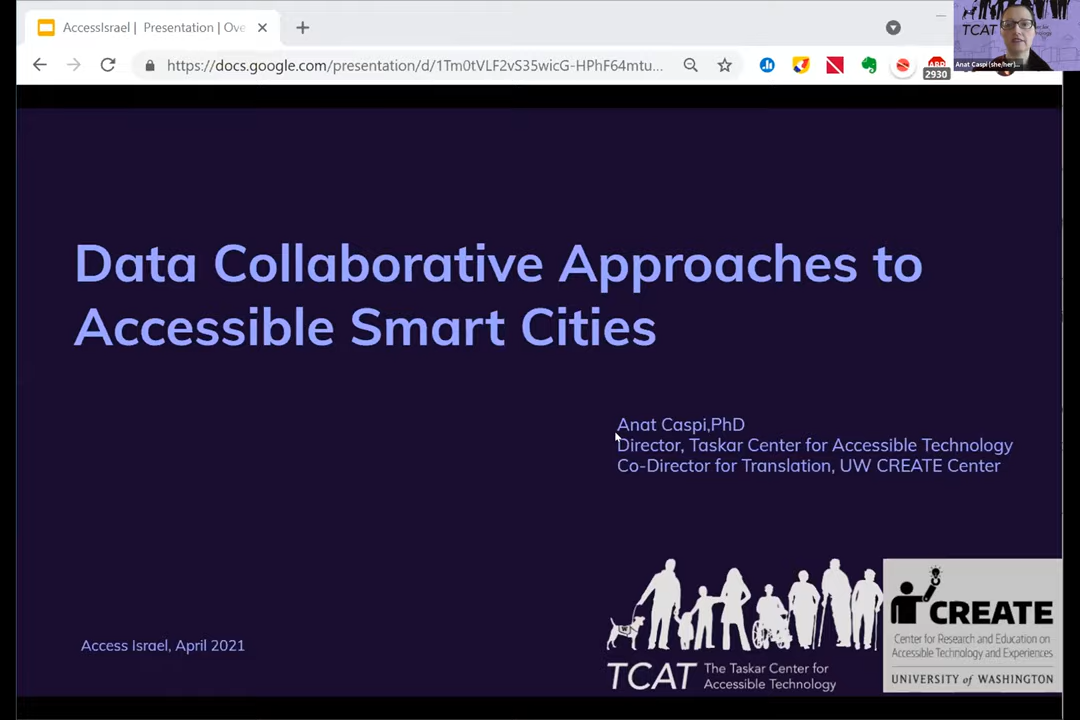 AccessIsrael | Presentation | Ove
https://docs.google.com/presentation/d/1Tm0tVLF2vS35wicG-HPhF64mtu...
2930
TCAT
Anat Caspi (she/her)...
Data Collaborative Approaches to
Accessible Smart Cities
Anat Caspi,PhD
Director, Taskar Center for Accessible Technology
Co-Director for Translation, UW CREATE Center
Access Israel, April 2021
TCAT
The Taskar Center for
Accessible Technology
CREATE
Center for Research and Education on
Accessible Technology and Experiences
UNIVERSITY of WASHINGTON